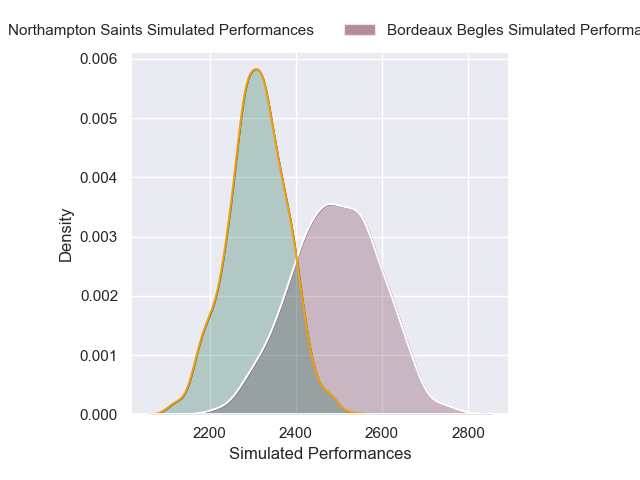 Northampton Saints Simulated Performances
Bordeaux Begles Simulated Performa
0.006
0.005
0.004
0.003
0.002
0.001
0.000
Density
2200 2400 2600 2800
Simulated Performances